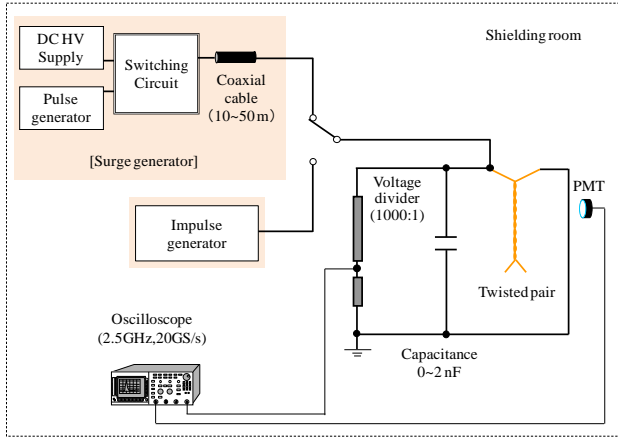 Shielding room
DC HV
Supply
Switching
Circuit
Pulse
generator
Coaxial
cable
(10~50 m)
[Surge generator]
Impulse
generator
Voltage
divider
(1000:1)
PMT
Twisted pair
Oscilloscope
(2.5GHz,20GS/s)
Capacitance
0~2 nF